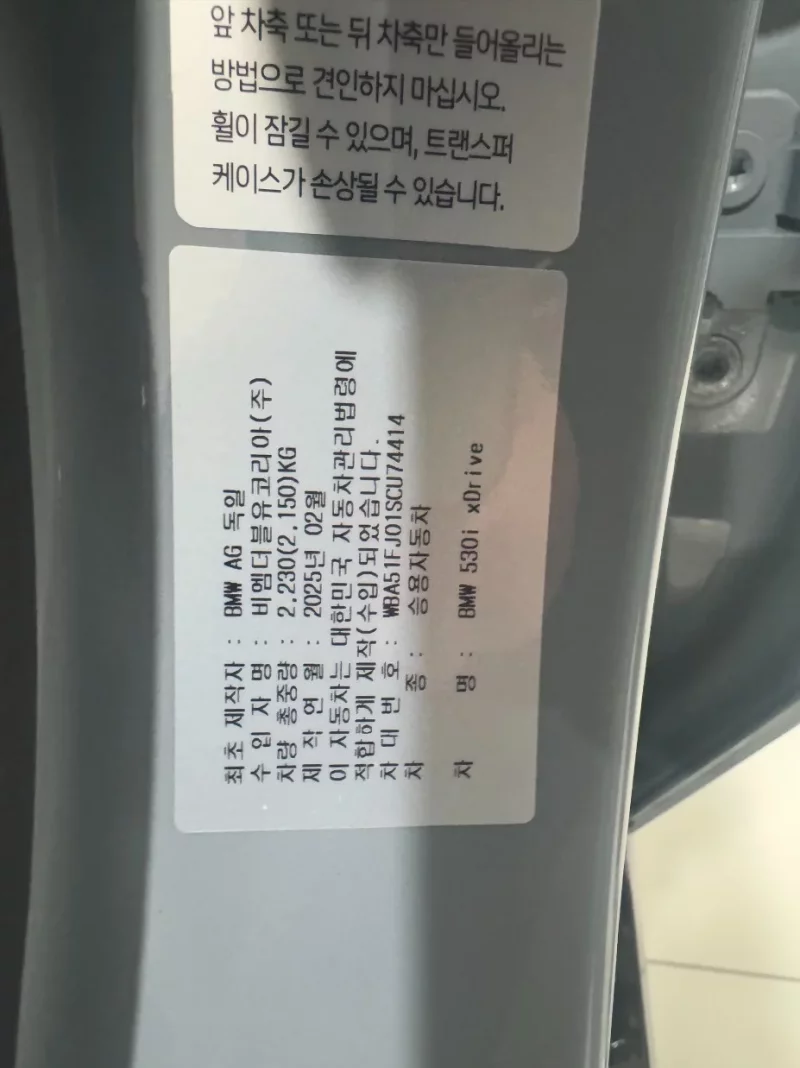 앞 차축 또는 뒤 차축만 들어올리는
방법으로 견인하지 마십시오.
휠이 잠길 수 있으며, 트랜스퍼
케이스가 손상될 수 있습니다.
최초 제작자 : BMW AG 독일
수 입 자 명 : 비엠더블유코리아(주)
차량 총중량 : 2,230(2,150)KG
제 작 연 월 : 2025년 02월
이 자동차는 대한민국 자동차관리법령에
적합하게 제작(수입)되었습니다.
차 대 번 호 : WBA51FJ01SCU74414
차 종 : 승용자동차
차 명 : BMW 530i xDrive